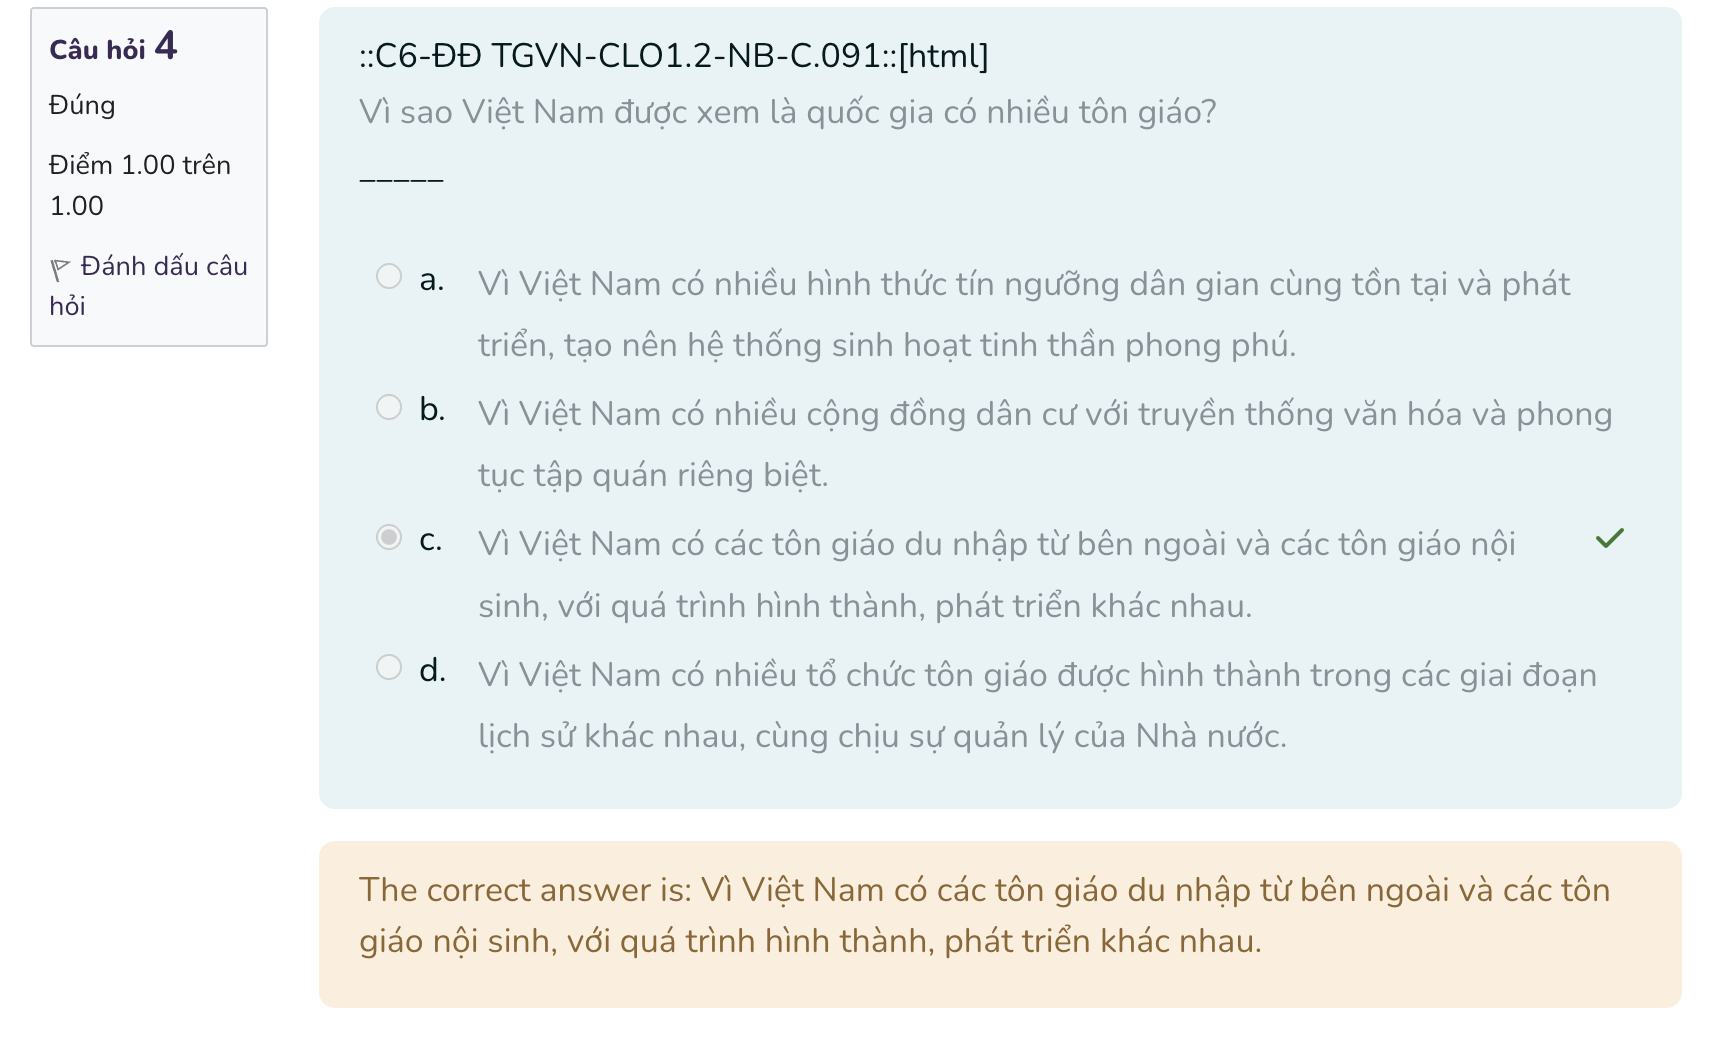 Câu hỏi 4
Đúng
Điểm 1.00 trên
1.00
Đánh dấu câu
hỏi
::C6-ĐĐ TGVN-CLO1.2-NB-C.091::[html]
Vì sao Việt Nam được xem là quốc gia có nhiều tôn giáo?
_____
a. Vì Việt Nam có nhiều hình thức tín ngưỡng dân gian cùng tồn tại và phát
triển, tạo nên hệ thống sinh hoạt tinh thần phong phú.
b. Vì Việt Nam có nhiều cộng đồng dân cư với truyền thống văn hóa và phong
tục tập quán riêng biệt.
c. Vì Việt Nam có các tôn giáo du nhập từ bên ngoài và các tôn giáo nội
sinh, với quá trình hình thành, phát triển khác nhau.
d. Vì Việt Nam có nhiều tổ chức tôn giáo được hình thành trong các giai đoạn
lịch sử khác nhau, cùng chịu sự quản lý của Nhà nước.
The correct answer is: Vì Việt Nam có các tôn giáo du nhập từ bên ngoài và các tôn
giáo nội sinh, với quá trình hình thành, phát triển khác nhau.